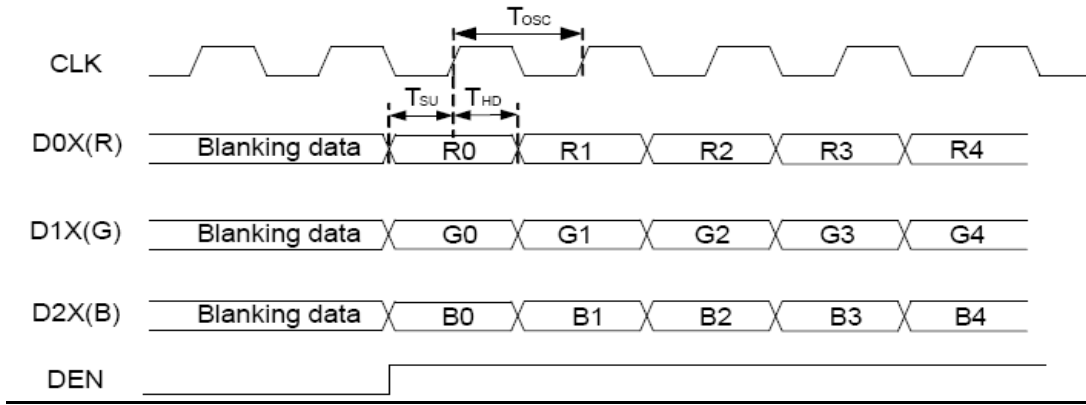 Tosc
CLK
TSU THD
D0X(R) Blanking data R0 R1 R2 R3 R4
D1X(G) Blanking data G0 G1 G2 G3 G4
D2X(B) Blanking data B0 B1 B2 B3 B4
DEN